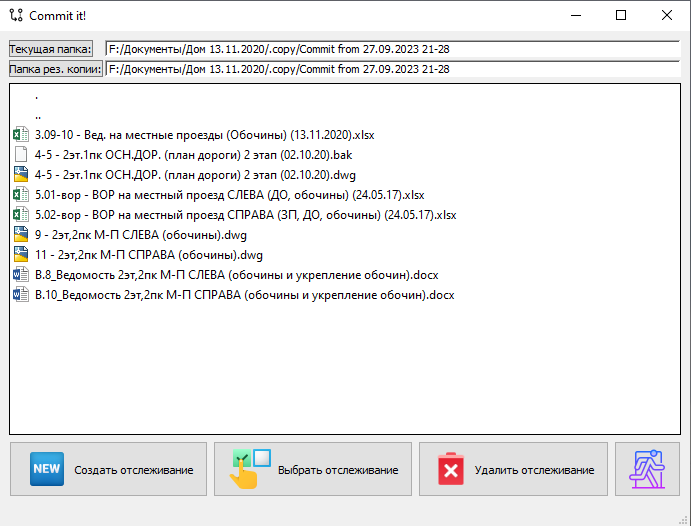 Commit it!
Текущая папка: F:/Документы/Дом 13.11.2020/.copy/Commit from 27.09.2023 21-28
Папка рез. копии: F:/Документы/Дом 13.11.2020/.copy/Commit from 27.09.2023 21-28
.
..
3.09-10 - Вед. на местные проезды (Обочины) (13.11.2020).xlsx
4-5 - 2эт.1пк ОСН.ДОР. (план дороги) 2 этап (02.10.20).bak
4-5 - 2эт.1пк ОСН.ДОР. (план дороги) 2 этап (02.10.20).dwg
5.01-вор - ВОР на местный проезд СЛЕВА (ДО, обочины) (24.05.17).xlsx
5.02-вор - ВОР на местный проезд СПРАВА (ЗП, ДО, обочины) (24.05.17).xlsx
9 - 2эт,2пк М-П СЛЕВА (обочины).dwg
11 - 2эт,2пк М-П СПРАВА (обочины).dwg
В.8_Ведомость 2эт,2пк М-П СЛЕВА (обочины и укрепление обочин).docx
В.10_Ведомость 2эт,2пк М-П СПРАВА (обочины и укрепление обочин).docx
NEW Создать отслеживание Выбрать отслеживание Удалить отслеживание